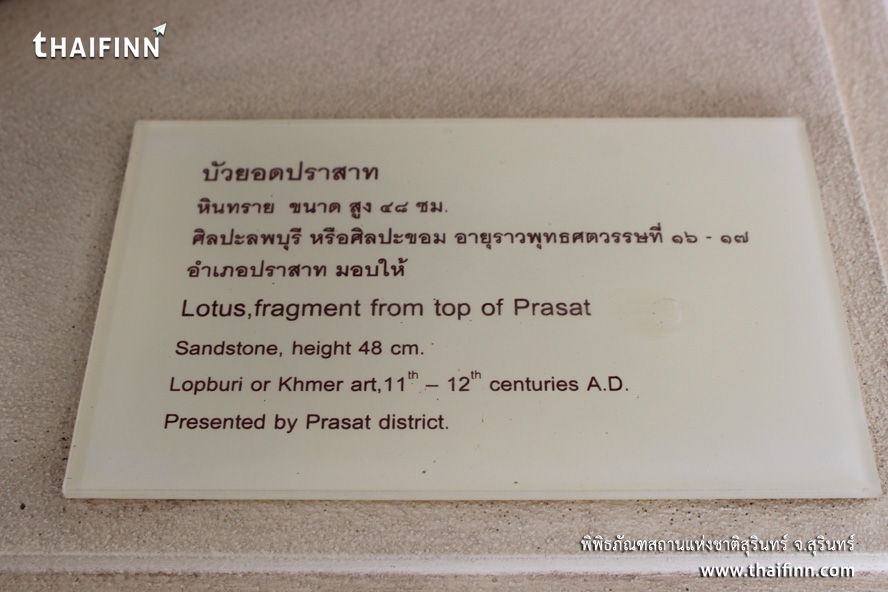 tHAIFINN
บัวยอดปราสาท
หินทราย ขนาด สูง ๔๘ ซม.
ศิลปะลพบุรี หรือศิลปะขอม อายุราวพุทธศตวรรษที่ ๑๖ - ๑๗
อำเภอปราสาท มอบให้
Lotus,fragment from top of Prasat
Sandstone, height 48 cm.
Lopburi or Khmer art,11th – 12th centuries A.D.
Presented by Prasat district.
พิพิธภัณฑสถานแห่งชาติสุรินทร์ จ.สุรินทร์
www.thaifinn.com